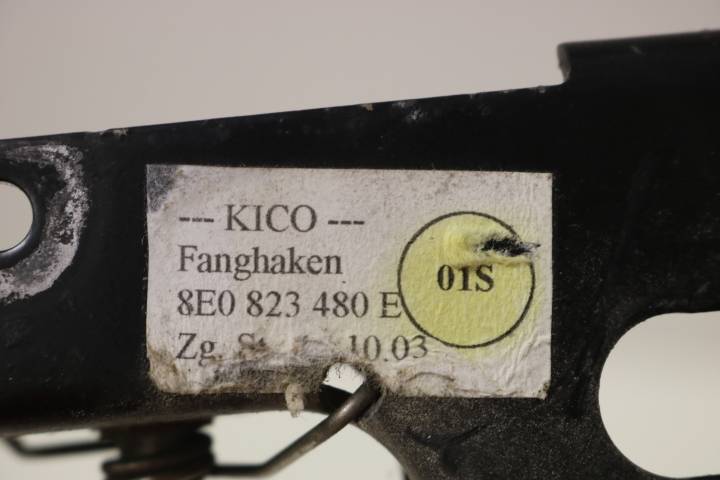 --- KICO ---
Fanghaken
8E0 823 480 E
01S
Zg. 10.03